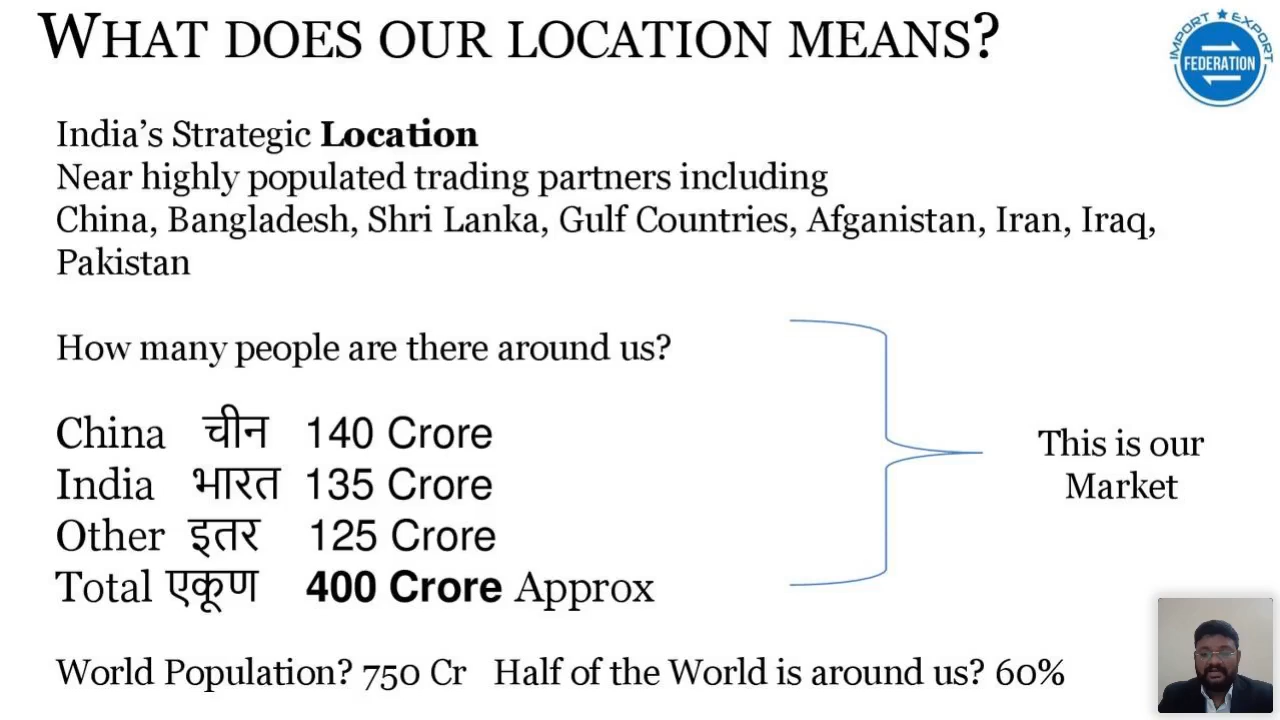 WHAT DOES OUR LOCATION MEANS?
IMPORT ★ EXPORT
FEDERATION
India’s Strategic Location
Near highly populated trading partners including
China, Bangladesh, Shri Lanka, Gulf Countries, Afganistan, Iran, Iraq,
Pakistan
How many people are there around us?
China चीन 140 Crore
India भारत 135 Crore
Other इतर 125 Crore
Total एकूण 400 Crore Approx
This is our
Market
World Population? 750 Cr Half of the World is around us? 60%